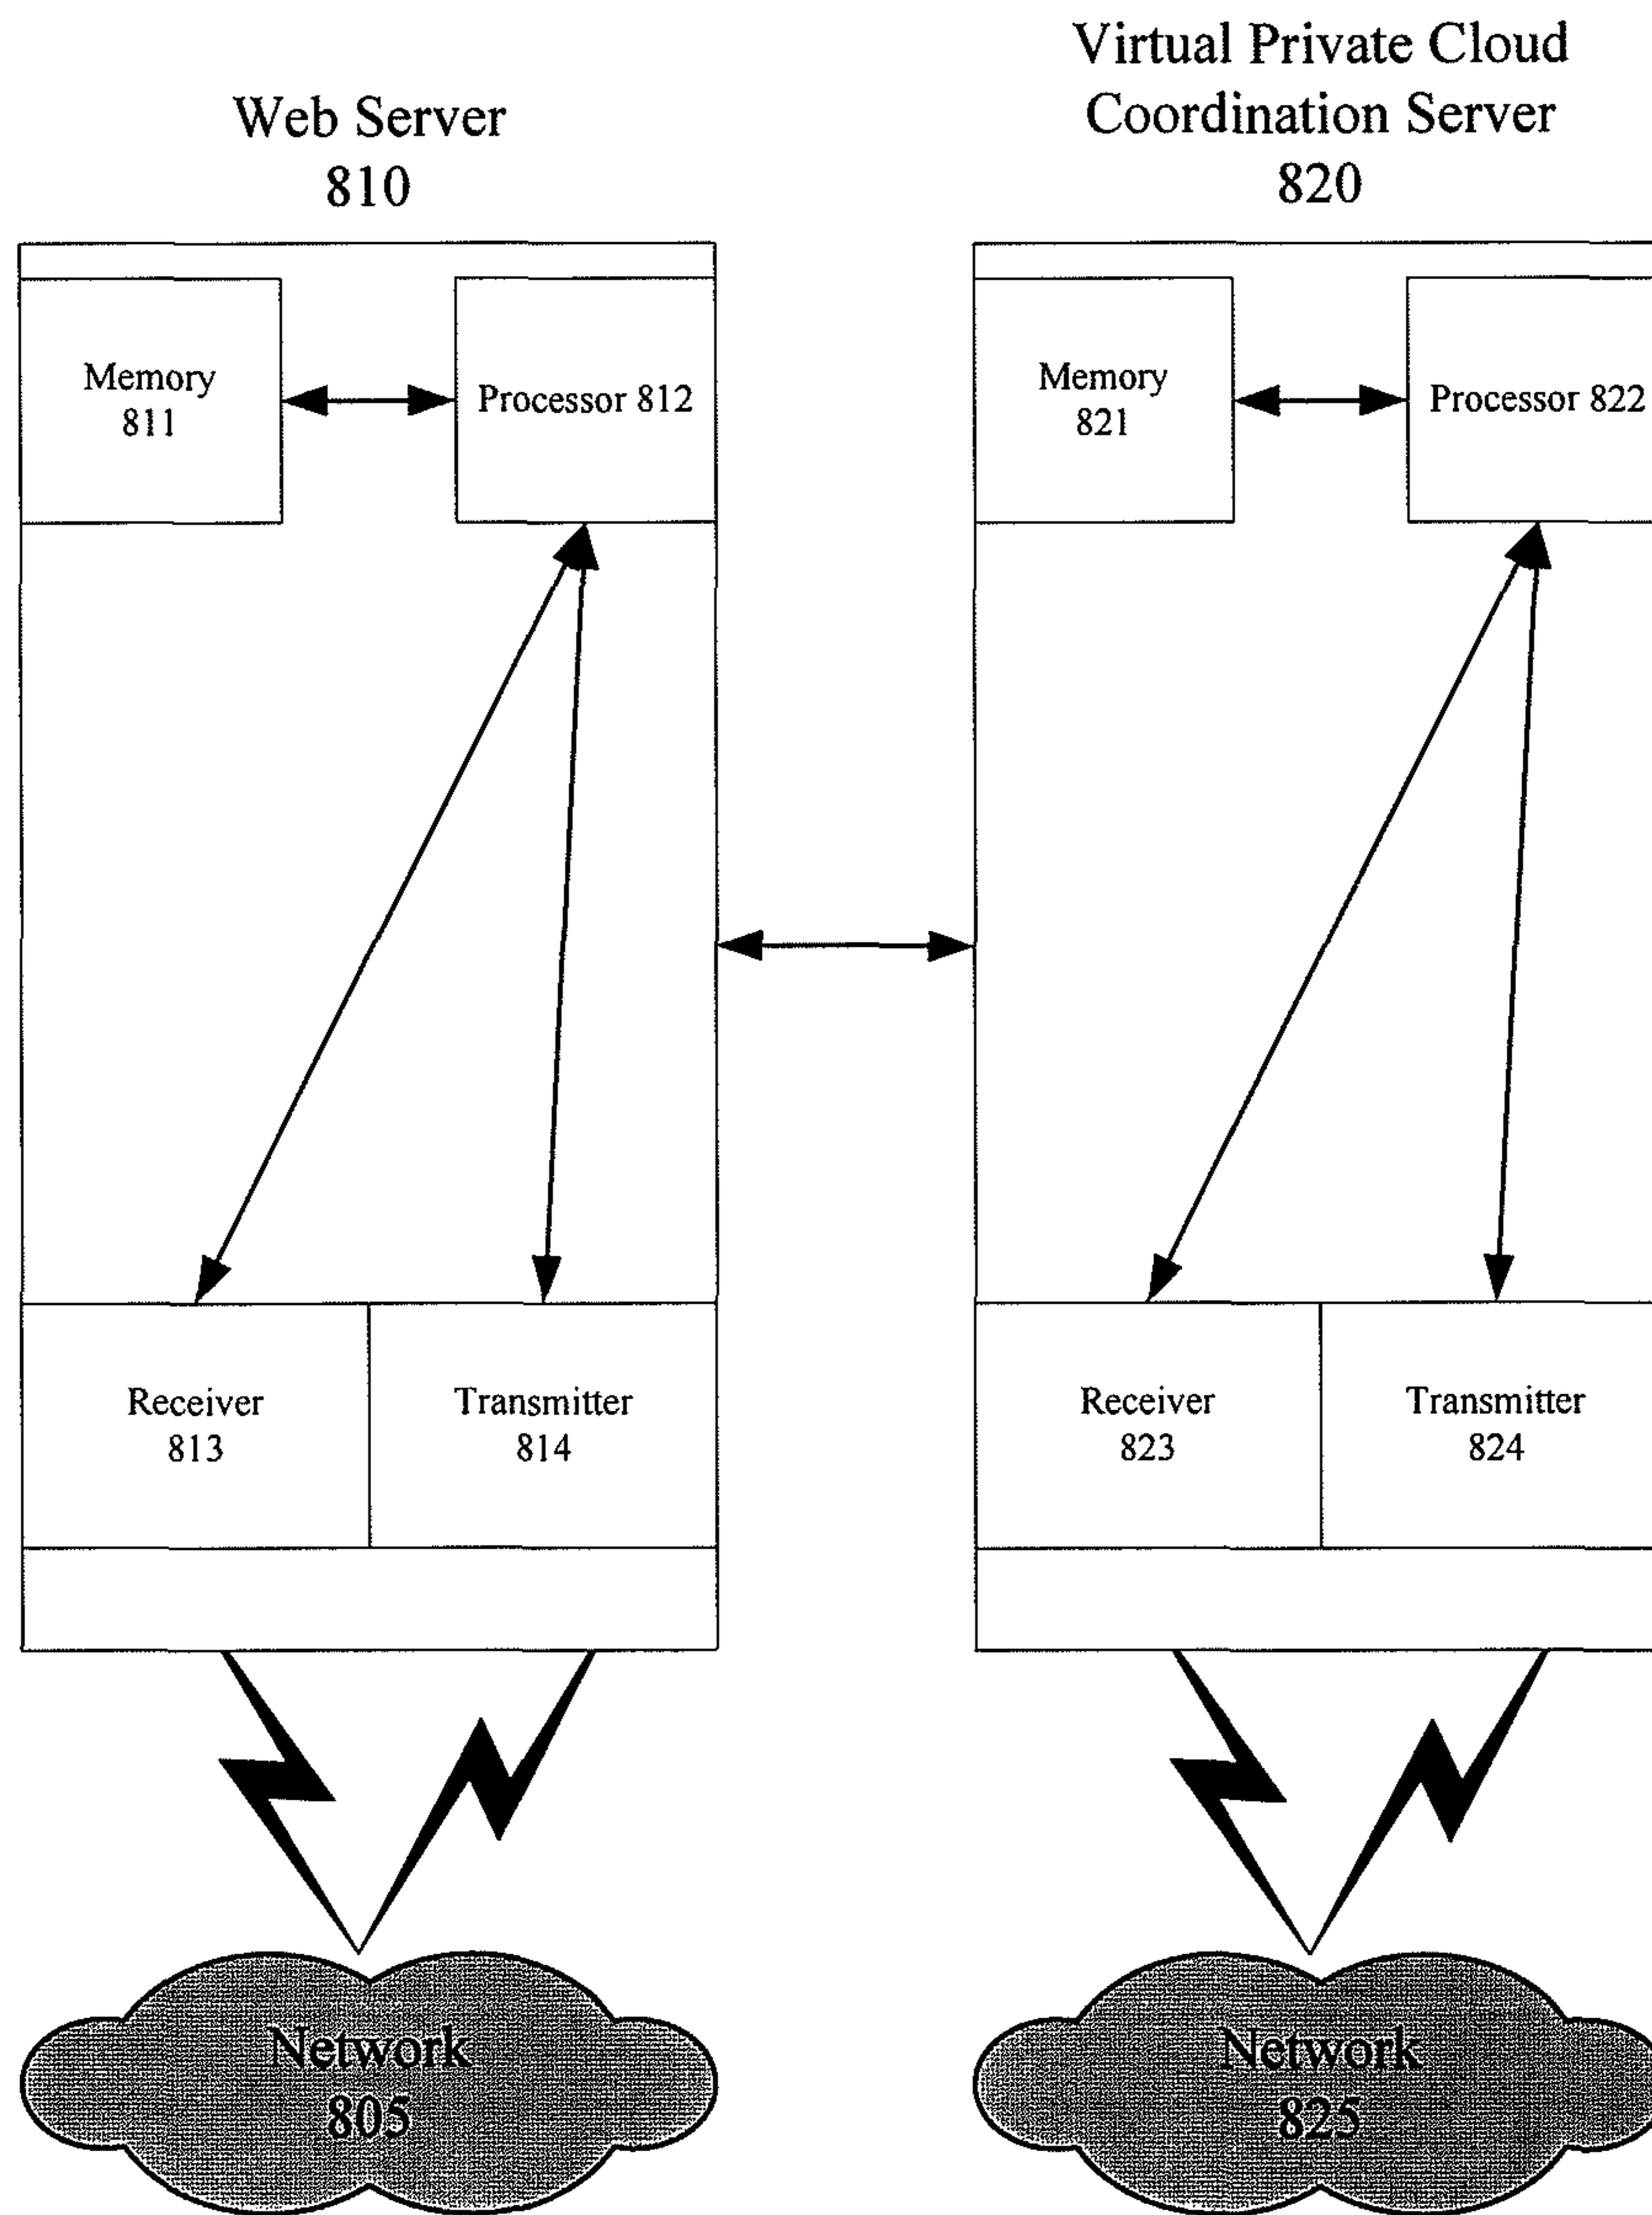 Web Server
810
Virtual Private Cloud
Coordination Server
820
Memory
811
Processor 812
Memory
821
Processor 822
Receiver
813
Transmitter
814
Receiver
823
Transmitter
824
Network
805
Network
825